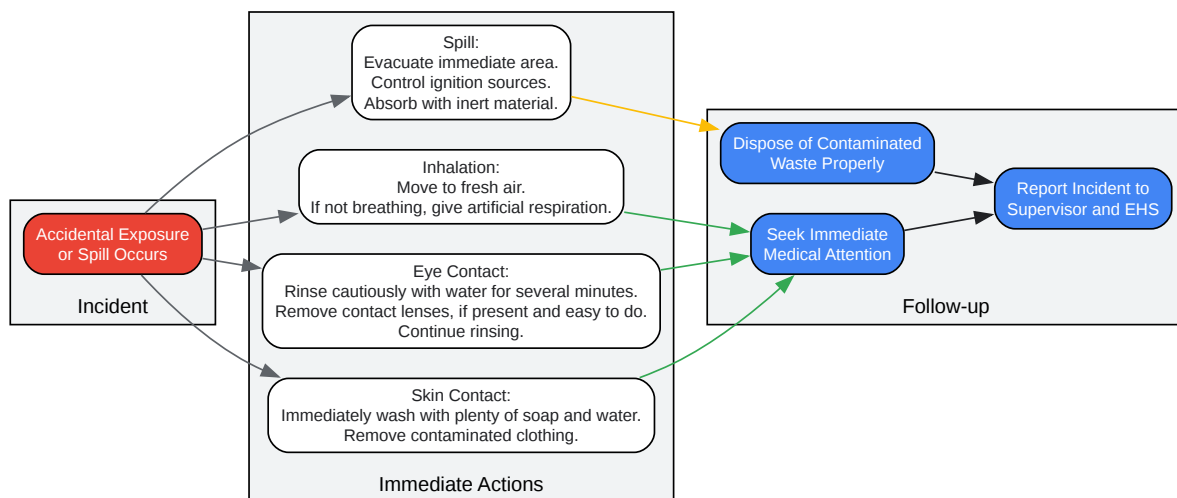 Accidental Exposure
or Spill Occurs
Incident
Spill:
Evacuate immediate area.
Control ignition sources.
Absorb with inert material.
Inhalation:
Move to fresh air.
If not breathing, give artificial respiration.
Eye Contact:
Rinse cautiously with water for several minutes.
Remove contact lenses, if present and easy to do.
Continue rinsing.
Skin Contact:
Immediately wash with plenty of soap and water.
Remove contaminated clothing.
Immediate Actions
Dispose of Contaminated
Waste Properly
Seek Immediate
Medical Attention
Report Incident to
Supervisor and EHS
Follow-up